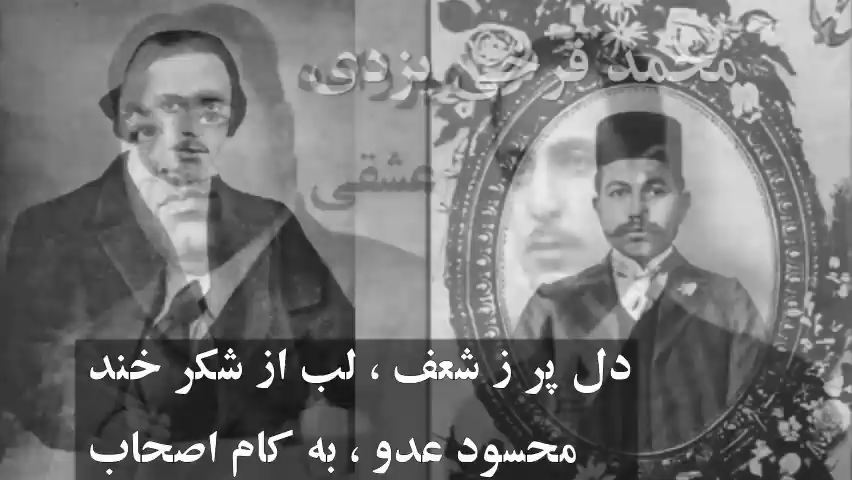 محمد فرخی یزدی،
عشقی
دل پر ز شعف ، لب از شکر خند
محسود عدو ، به کام اصحاب